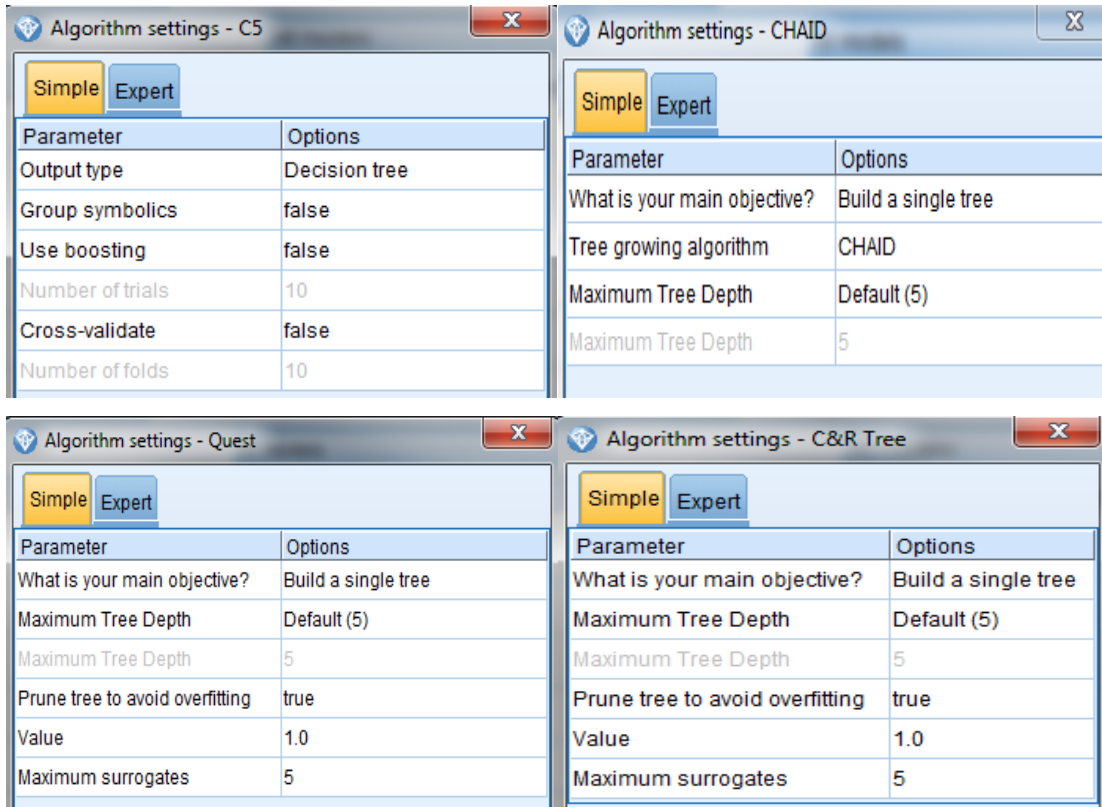 Algorithm settings - C5
Simple Expert
Parameter Options
Output type Decision tree
Group symbolics false
Use boosting false
Number of trials 10
Cross-validate false
Number of folds 10
Algorithm settings - CHAID
Simple Expert
Parameter Options
What is your main objective? Build a single tree
Tree growing algorithm CHAID
Maximum Tree Depth Default (5)
Maximum Tree Depth 5
Algorithm settings - Quest
Simple Expert
Parameter Options
What is your main objective? Build a single tree
Maximum Tree Depth Default (5)
Maximum Tree Depth 5
Prune tree to avoid overfitting true
Value 1.0
Maximum surrogates 5
Algorithm settings - C&R Tree
Simple Expert
Parameter Options
What is your main objective? Build a single tree
Maximum Tree Depth Default (5)
Maximum Tree Depth 5
Prune tree to avoid overfitting true
Value 1.0
Maximum surrogates 5